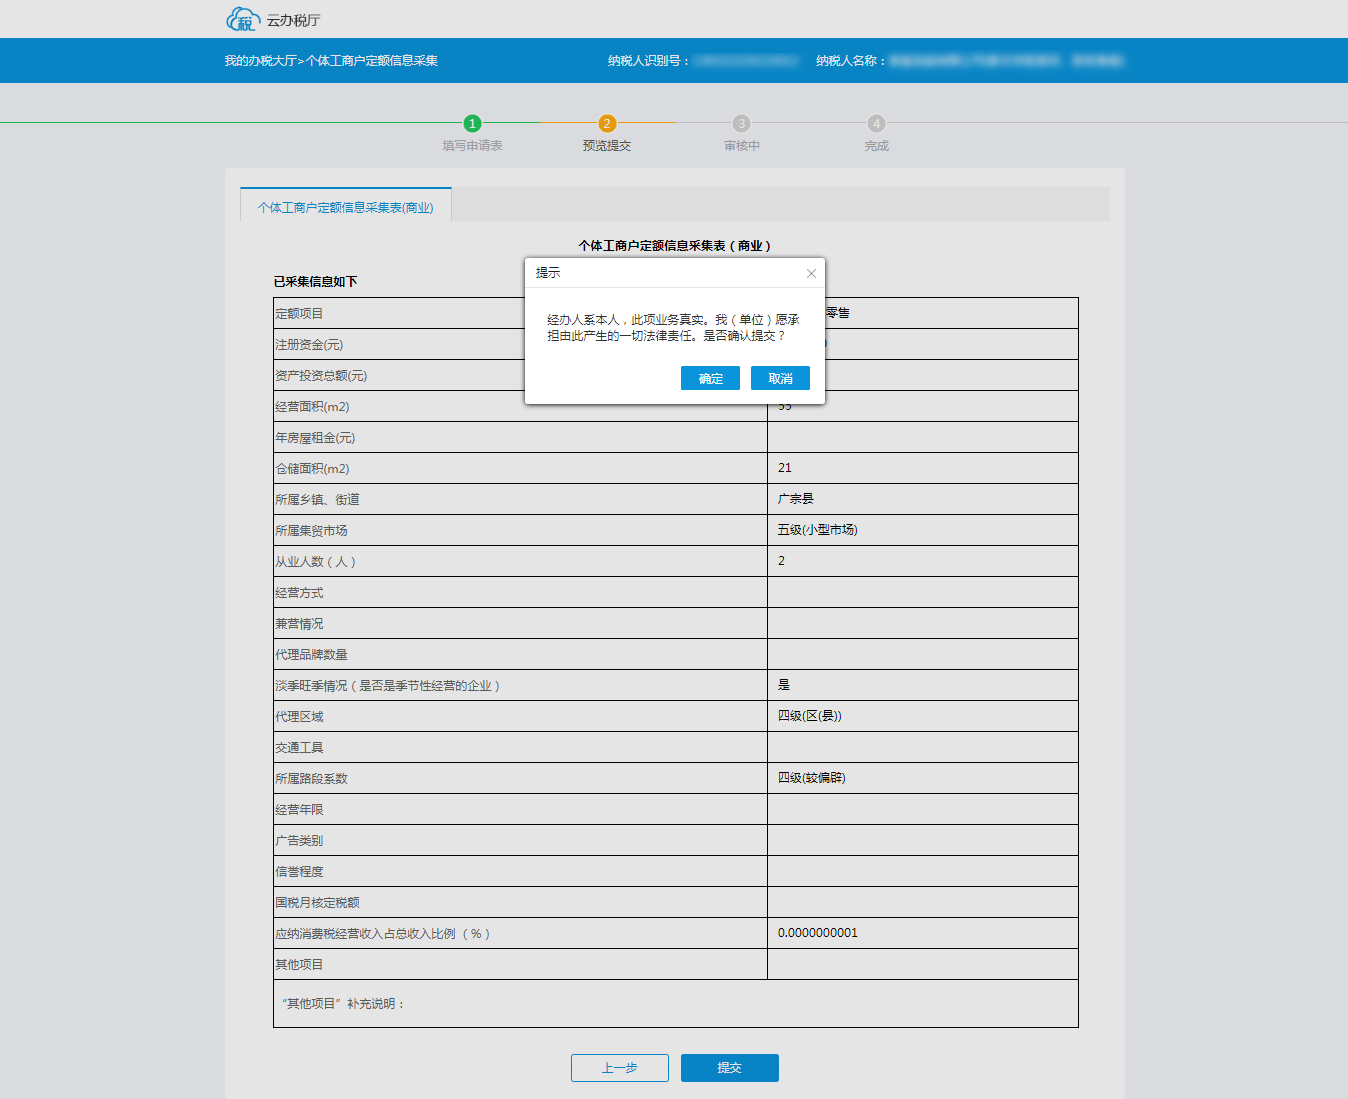 云办税厅
我的办税大厅>个体工商户定额信息采集 纳税人识别号： 纳税人名称：
1 2 3 4
填写申请表 预览提交 审核中 完成
个体工商户定额信息采集表(商业)
个体工商户定额信息采集表（商业）
提示
已采集信息如下
定额项目 零售
经办人系本人，此项业务真实。我（单位）愿承
担由此产生的一切法律责任。是否确认提交？
注册资金(元)
资产投资总额(元)
确定 取消
经营面积(m2) 55
年房屋租金(元)
仓储面积(m2) 21
所属乡镇、街道 广宗县
所属集贸市场 五级(小型市场)
从业人数（人） 2
经营方式
兼营情况
代理品牌数量
淡季旺季情况（是否是季节性经营的企业） 是
代理区域 四级(区(县))
交通工具
所属路段系数 四级(较偏辟)
经营年限
广告类别
信誉程度
国税月核定税额
应纳消费税经营收入占总收入比例 （%） 0.0000000001
其他项目
“其他项目” 补充说明：
上一步 提交